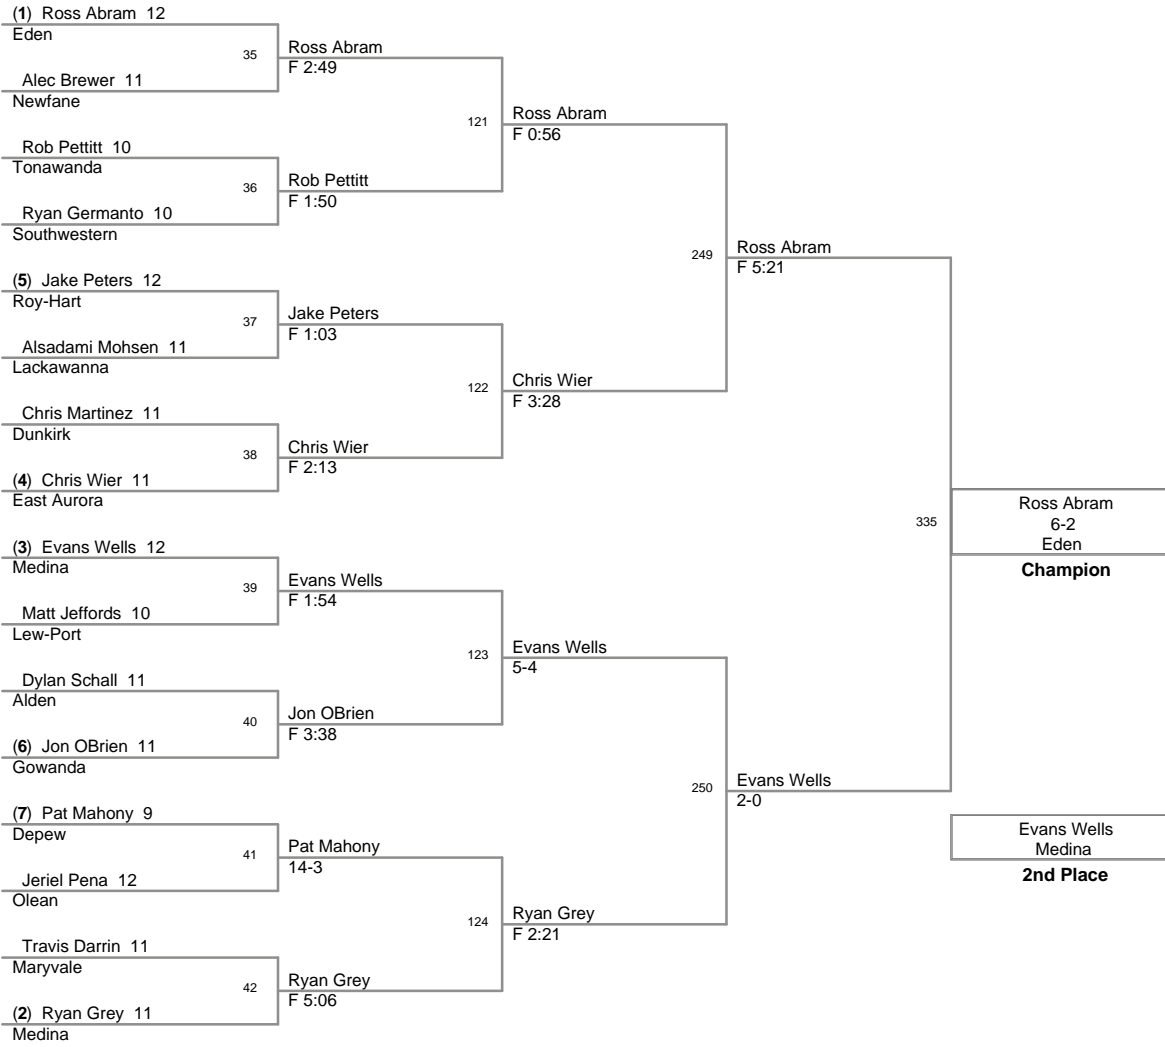 (1) Ross Abram 12
Eden
35
Alec Brewer 11
Newfane
Rob Pettitt 10
Tonawanda
36
Ryan Germanto 10
Southwestern
(5) Jake Peters 12
Roy-Hart
37
Alsadami Mohsen 11
Lackawanna
Chris Martinez 11
Dunkirk
38
(4) Chris Wier 11
East Aurora
(3) Evans Wells 12
Medina
39
Matt Jeffords 10
Lew-Port
Dylan Schall 11
Alden
40
(6) Jon OBrien 11
Gowanda
(7) Pat Mahony 9
Depew
41
Jeriel Pena 12
Olean
Travis Darrin 11
Maryvale
42
(2) Ryan Grey 11
Medina
Ross Abram
F 2:49
121
Rob Pettitt
F 1:50
Jake Peters
F 1:03
122
Chris Wier
F 2:13
Evans Wells
F 1:54
123
Jon OBrien
F 3:38
Pat Mahony
14-3
124
Ryan Grey
F 5:06
Ross Abram
F 0:56
249
Chris Wier
F 3:28
Evans Wells
5-4
250
Ryan Grey
F 2:21
Ross Abram
F 5:21
335
Evans Wells
2-0
Ross Abram
6-2
Eden
Champion
Evans Wells
Medina
2nd Place